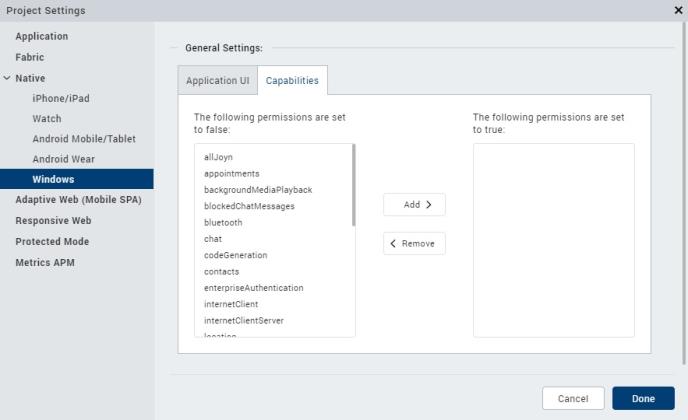 Project Settings
Application
Fabric
Native
iPhone/iPad
Watch
Android Mobile/Tablet
Android Wear
Windows
Adaptive Web (Mobile SPA)
Responsive Web
Protected Mode
Metrics APM
General Settings:
Application UI
Capabilities
The following permissions are set
to false:
allJoyn
appointments
backgroundMediaPlayback
blockedChatMessages
bluetooth
chat
codeGeneration
contacts
enterpriseAuthentication
internetClient
internetClientServer
location
Add
Remove
The following permissions are set
to true:
Cancel
Done